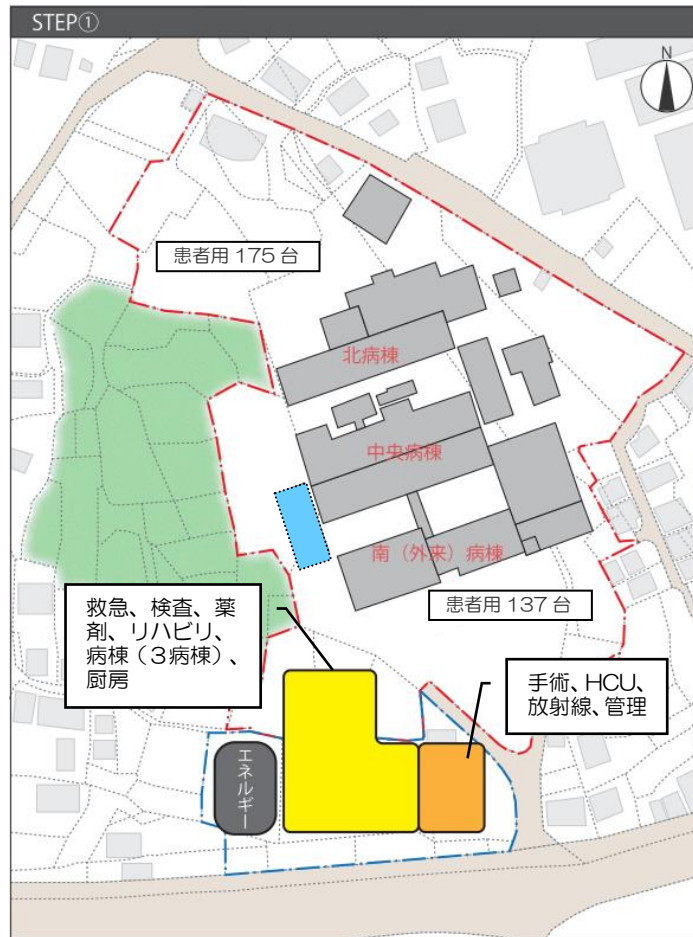 STEP①
N
患者用 175 台
北病棟
中央病棟
南（外来）病棟
患者用 137 台
救急、検査、薬
剤、リハビリ、
病棟（３病棟）、
厨房
手術、HCU、
放射線、管理
エネルギー